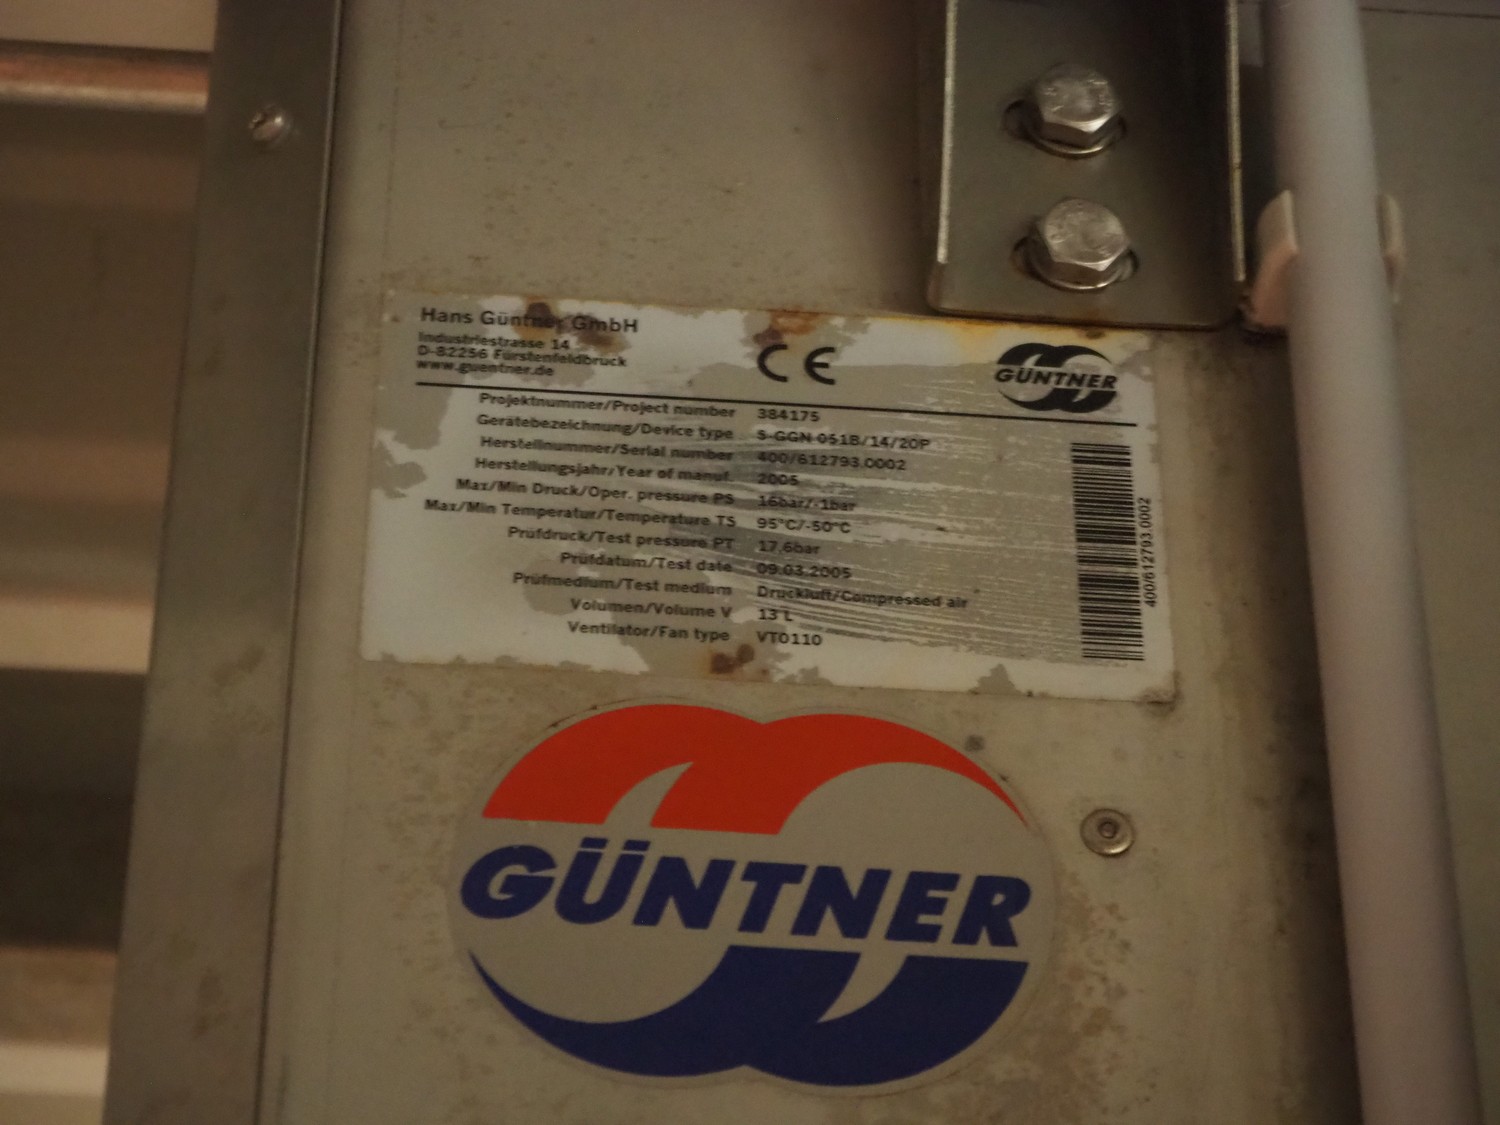 Hans Güntner GmbH
Industriestrasse 14
D-82256 Fürstenfeldbruck
www.guentner.de
CE
GÜNTNER
Projektnummer/Project number 384175
Gerätebezeichnung/Device type S-GGN 051B/14/20P
Herstellnummer/Serial number 400/612793.0002
Herstellungsjahr/Year of manuf. 2005
Max/Min Druck/Oper. pressure PS 16bar/-1bar
Max/Min Temperatur/Temperature TS 95°C/-50°C
Prüfdruck/Test pressure PT 17,6bar
Prüfdatum/Test date 09.03.2005
Prüfmedium/Test medium Druckluft/Compressed air
Volumen/Volume V 13 L
Ventilator/Fan type VT0110
400/612793.0002
GÜNTNER